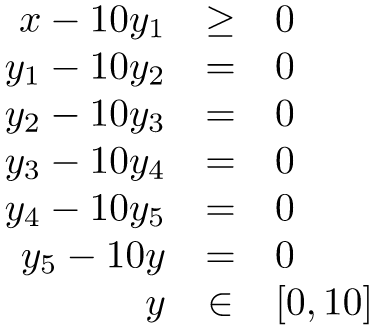 x − 10y₁ ≥ 0
y₁ − 10y₂ = 0
y₂ − 10y₃ = 0
y₃ − 10y₄ = 0
y₄ − 10y₅ = 0
y₅ − 10y = 0
y ∈ [0, 10]